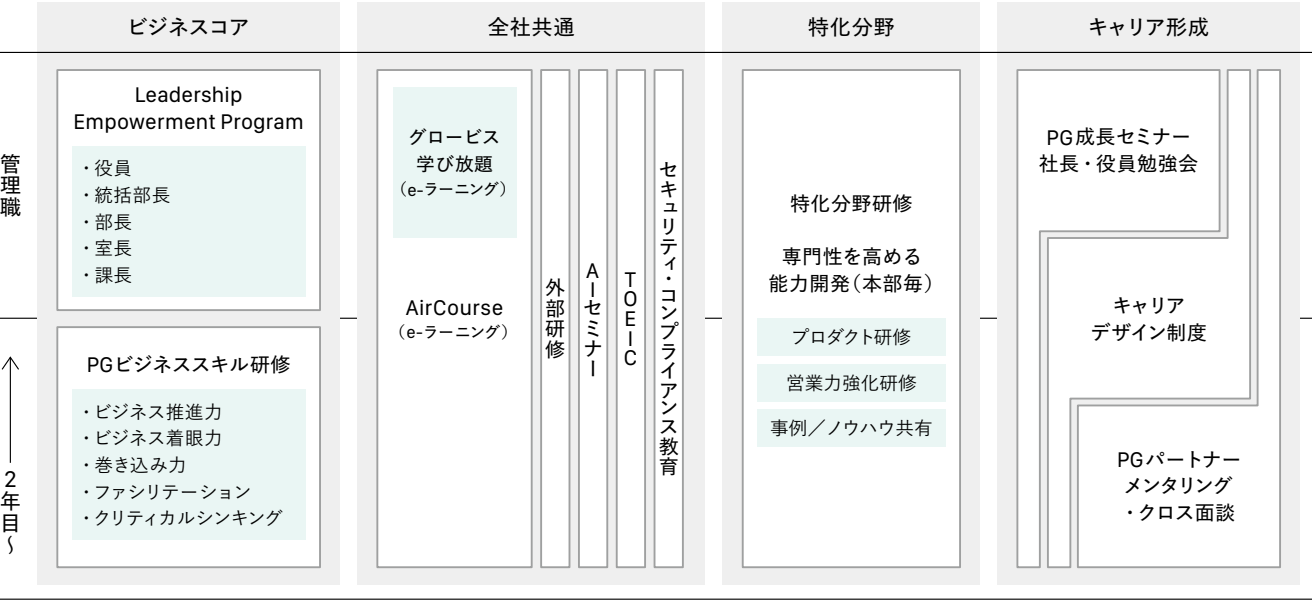 ビジネスコア
全社共通
特化分野
キャリア形成
管理職
2年目〜
Leadership
Empowerment Program
・役員
・統括部長
・部長
・室長
・課長
PGビジネススキル研修
・ビジネス推進力
・ビジネス着眼力
・巻き込み力
・ファシリテーション
・クリティカルシンキング
グロービス
学び放題
（e-ラーニング）
AirCourse
（e-ラーニング）
外部研修
AIセミナー
TOEIC
セキュリティ・コンプライアンス教育
特化分野研修
専門性を高める
能力開発（本部毎）
プロダクト研修
営業力強化研修
事例／ノウハウ共有
PG成長セミナー
社長・役員勉強会
キャリア
デザイン制度
PGパートナー
メンタリング
・クロス面談